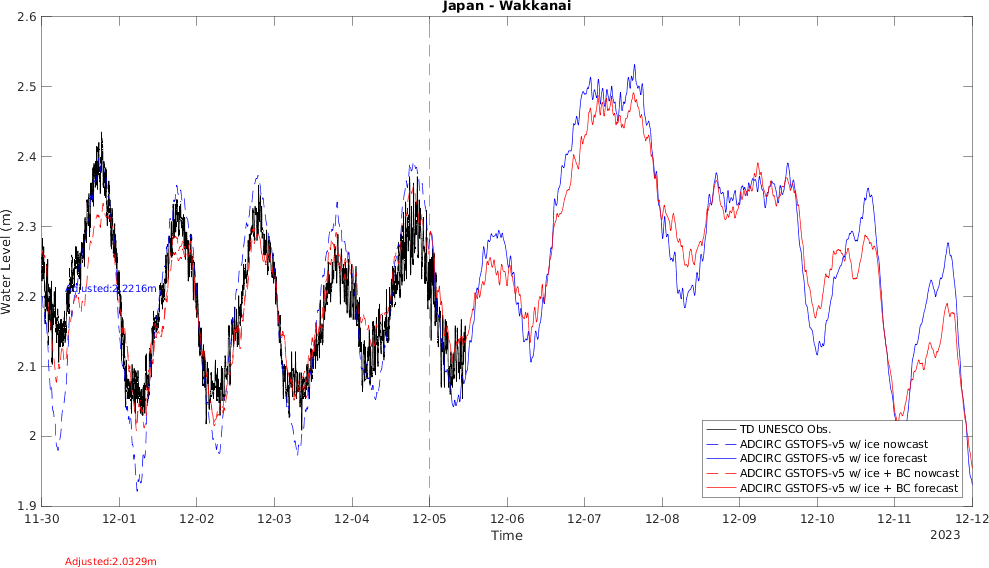 Japan - Wakkanai
2.6
2.5
2.4
2.3
2.2
2.1
2
1.9
Water Level (m)
Adjusted:2.2216m
TD UNESCO Obs.
ADCIRC GSTOFS-v5 w/ ice nowcast
ADCIRC GSTOFS-v5 w/ ice forecast
ADCIRC GSTOFS-v5 w/ ice + BC nowcast
ADCIRC GSTOFS-v5 w/ ice + BC forecast
11-30 12-01 12-02 12-03 12-04 12-05 12-06 12-07 12-08 12-09 12-10 12-11 12-12
Time
2023
Adjusted:2.0329m